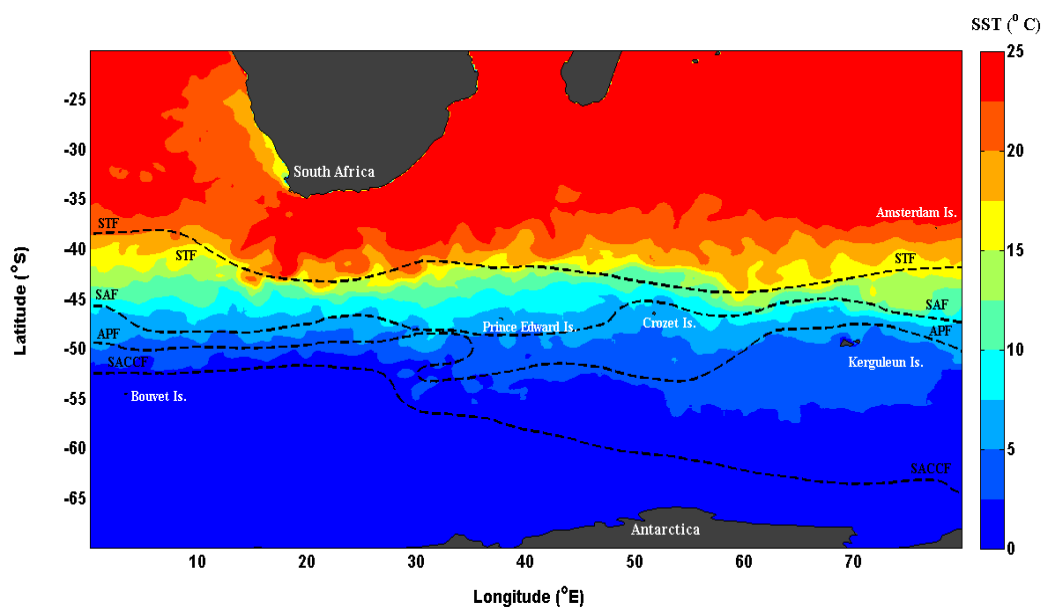 SST (° C)
25
20
15
10
5
0
-25
-30
-35
-40
-45
-50
-55
-60
-65
Latitude (°S)
South Africa
Amsterdam Is.
STF
STF
STF
SAF
SAF
Prince Edward Is.
Crozet Is.
APF
APF
SACCF
Kerguleun Is.
Bouvet Is.
SACCF
Antarctica
10 20 30 40 50 60 70
Longitude (°E)